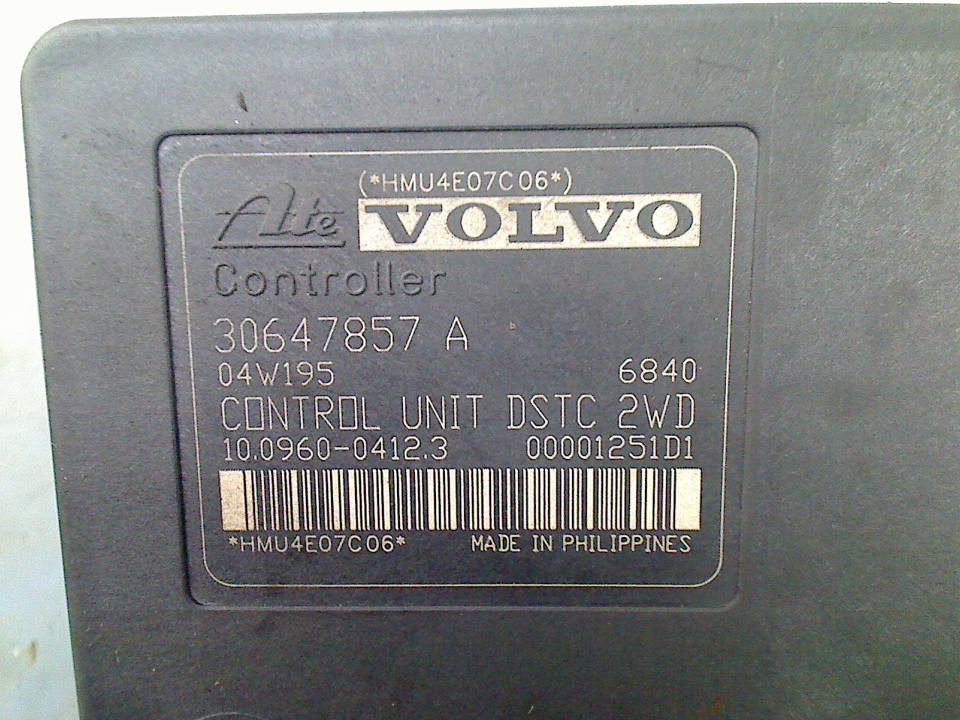 (*HMU4E07C06*)
Ate VOLVO
Controller
30647857 A
04W195 6840
CONTROL UNIT DSTC 2WD
10.0960-0412.3 00001251D1
*HMU4E07C06* MADE IN PHILIPPINES